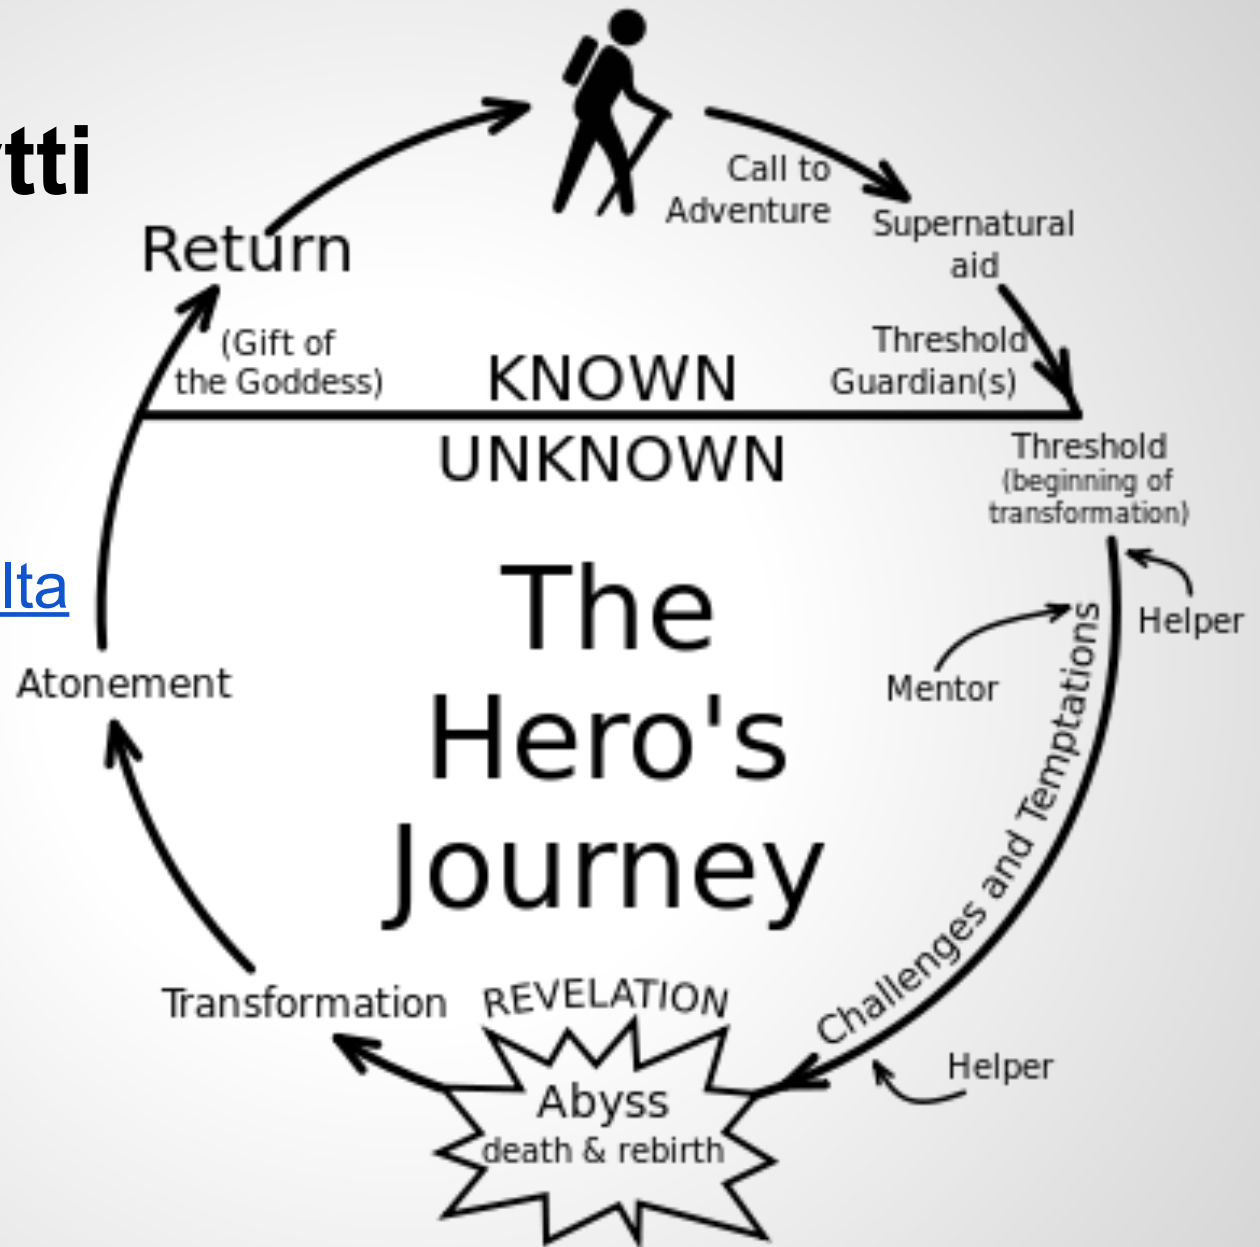 tti
Call to
Adventure
Supernatural
aid
Return
(Gift of
the Goddess)
KNOWN
Threshold
Guardian(s)
UNKNOWN
Threshold
(beginning of
transformation)
lta
Helper
Mentor
The
Hero's
Journey
Atonement
Challenges and Temptations
Transformation
REVELATION
Helper
Abyss
death & rebirth